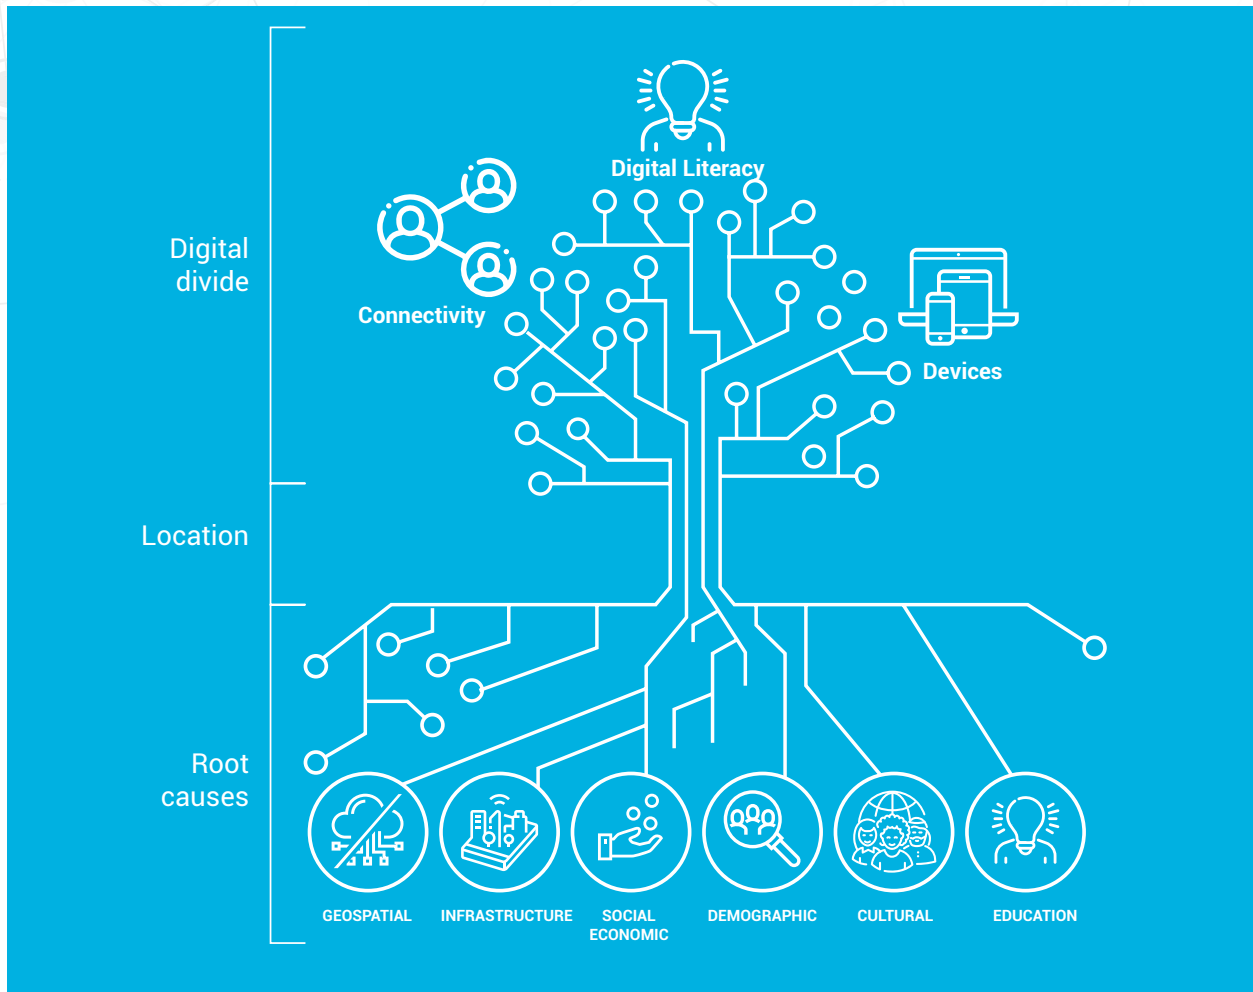 Digital Literacy
Digital
divide
Connectivity
Devices
Location
Root
causes
GEOSPATIAL
INFRASTRUCTURE
SOCIAL
ECONOMIC
DEMOGRAPHIC
CULTURAL
EDUCATION